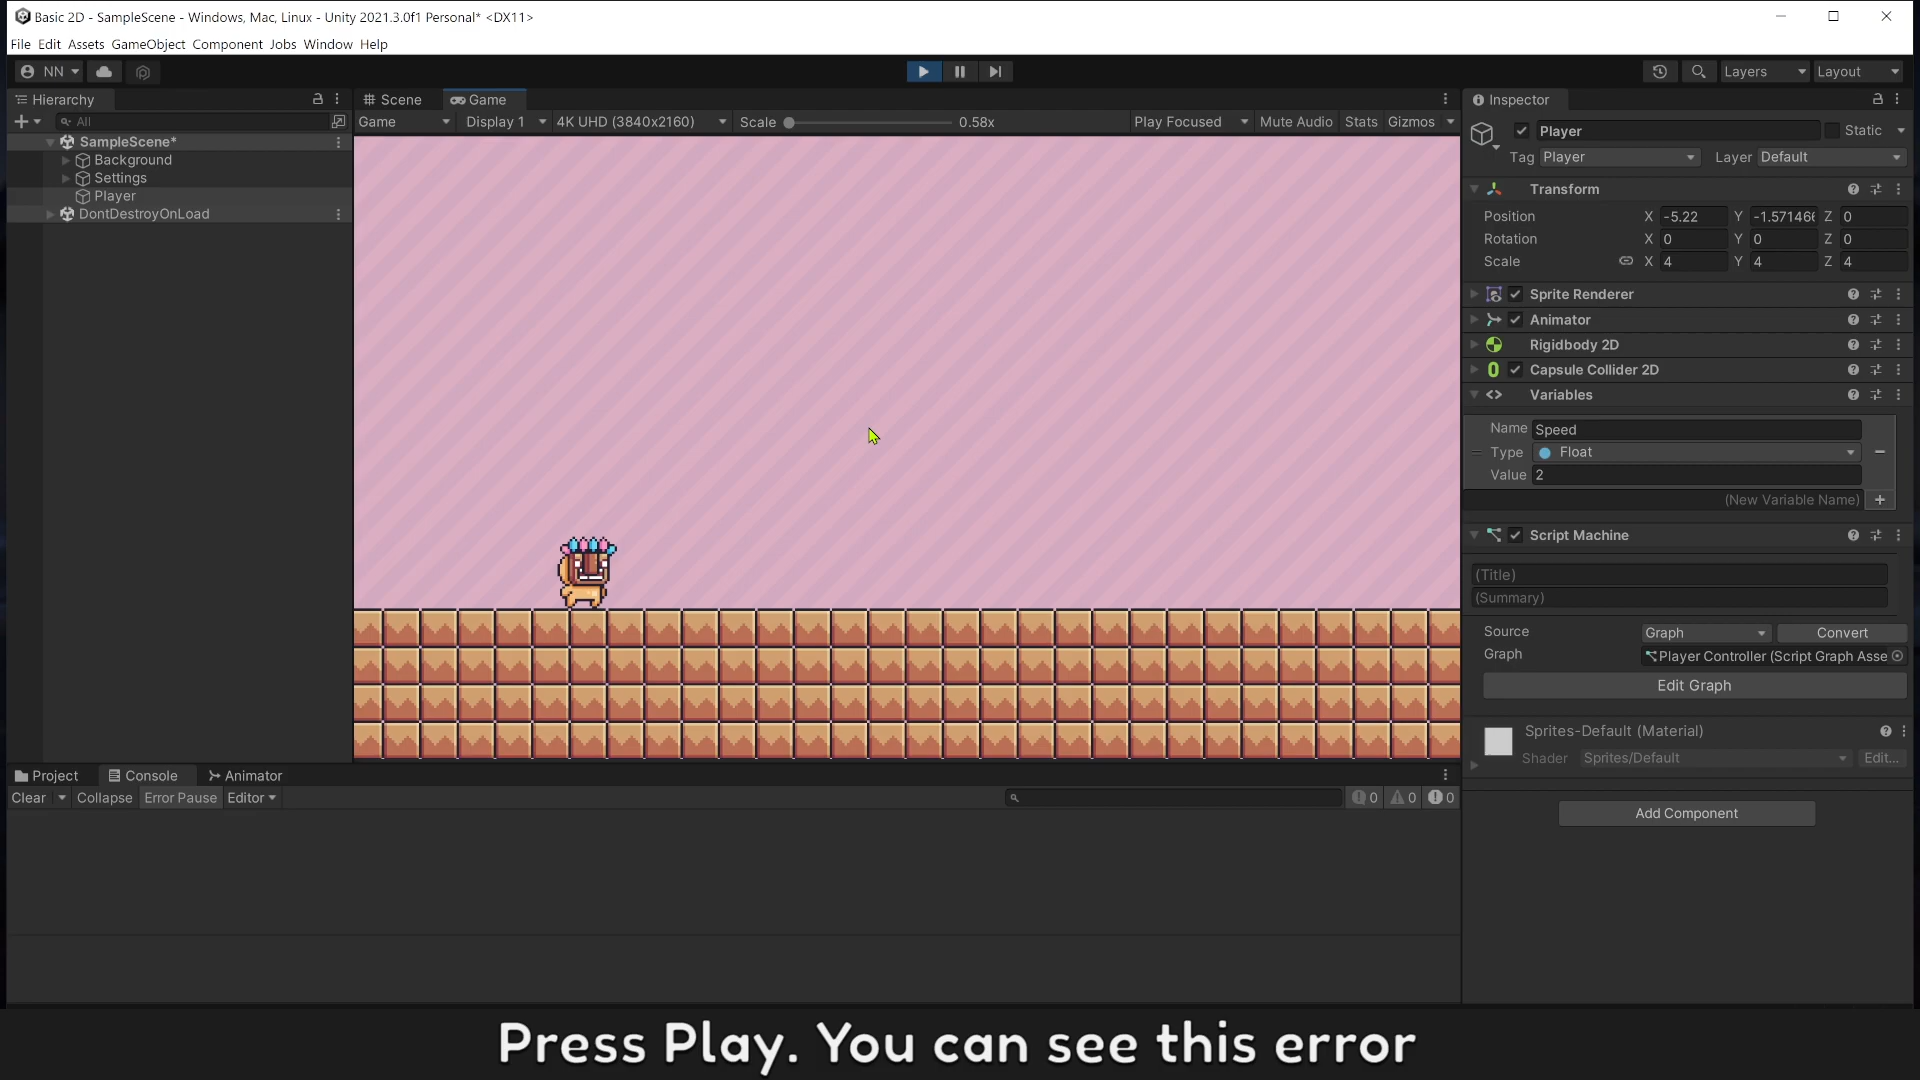 Basic 2D - SampleScene - Windows, Mac, Linux - Unity 2021.3.0f1 Personal* <DX11>
File Edit Assets GameObject Component Jobs Window Help
NN
Layers
Layout
Hierarchy
Scene
Game
Inspector
All
Game
Display 1
4K UHD (3840x2160)
Scale
0.58x
Play Focused
Mute Audio
Stats
Gizmos
SampleScene*
Background
Settings
Player
DontDestroyOnLoad
Player
Static
Tag Player
Layer Default
Transform
Position X -5.22 Y -1.57146 Z 0
Rotation X 0 Y 0 Z 0
Scale X 4 Y 4 Z 4
Sprite Renderer
Animator
Rigidbody 2D
Capsule Collider 2D
Variables
Name Speed
Type Float
Value 2
(New Variable Name)
Script Machine
(Title)
(Summary)
Source Graph Convert
Graph Player Controller (Script Graph Asse
Edit Graph
Sprites-Default (Material)
Shader Sprites/Default Edit...
Add Component
Project
Console
Animator
Clear
Collapse
Error Pause
Editor
0
0
0
Press Play. You can see this error